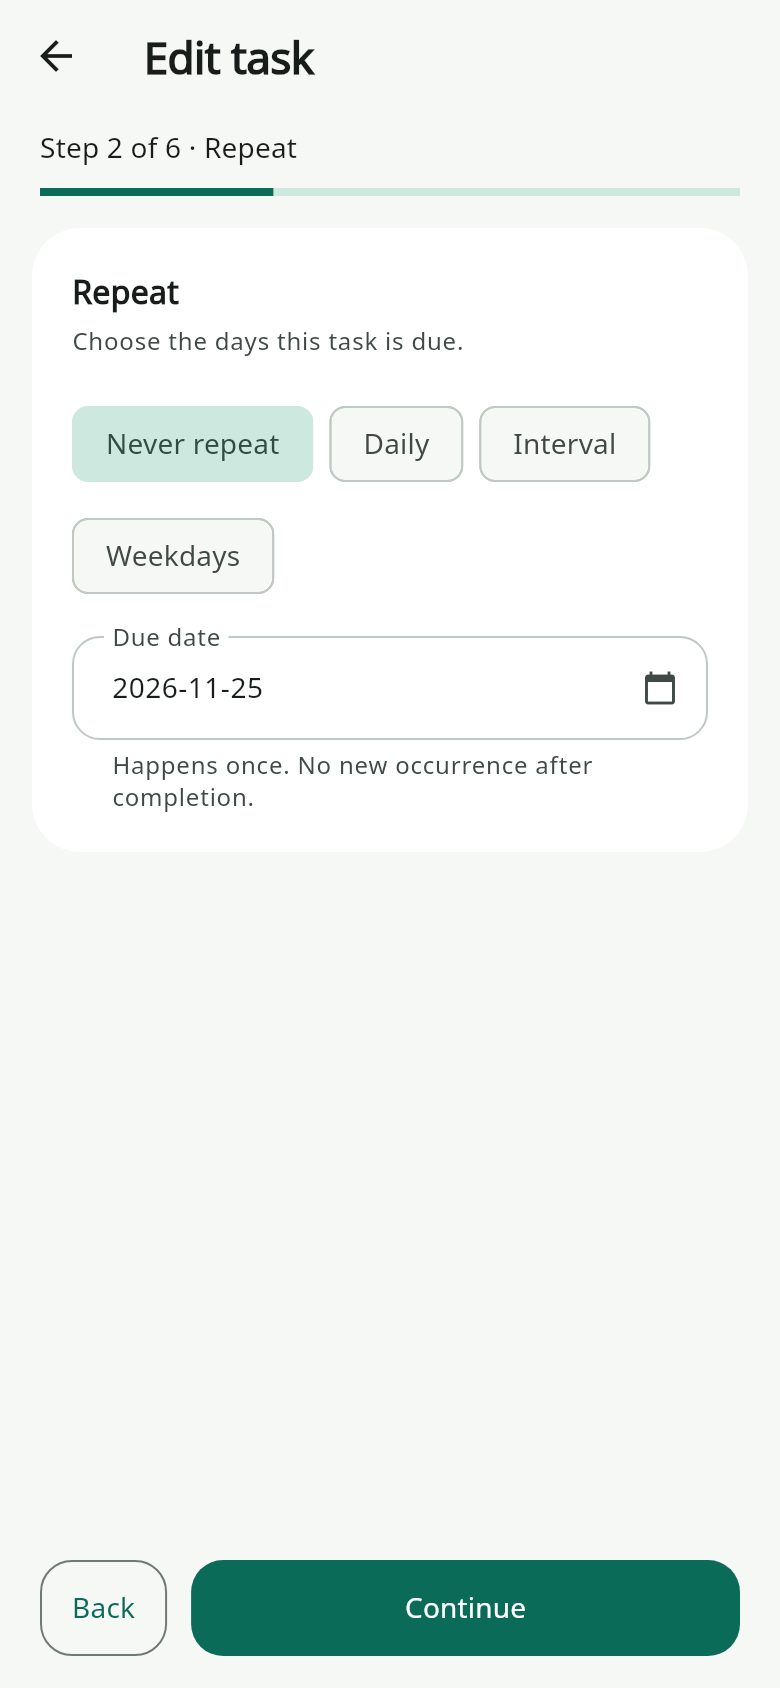 Edit task
Step 2 of 6 · Repeat
Repeat
Choose the days this task is due.
Never repeat
Daily
Interval
Weekdays
Due date
2026-11-25
Happens once. No new occurrence after
completion.
Back
Continue